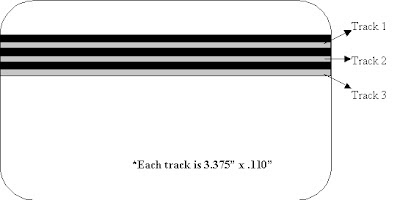 Track 1
Track 2
Track 3
*Each track is 3.375" x .110"